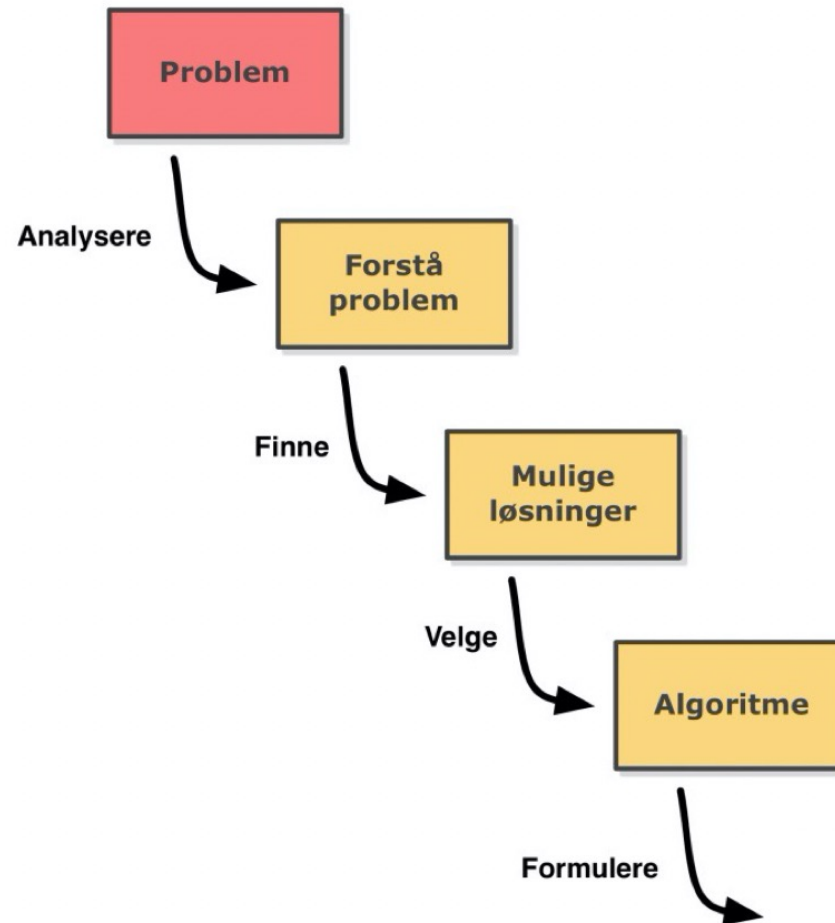 Problem
Analysere
Forstå
problem
Finne
Mulige
løsninger
Velge
Algoritme
Formulere